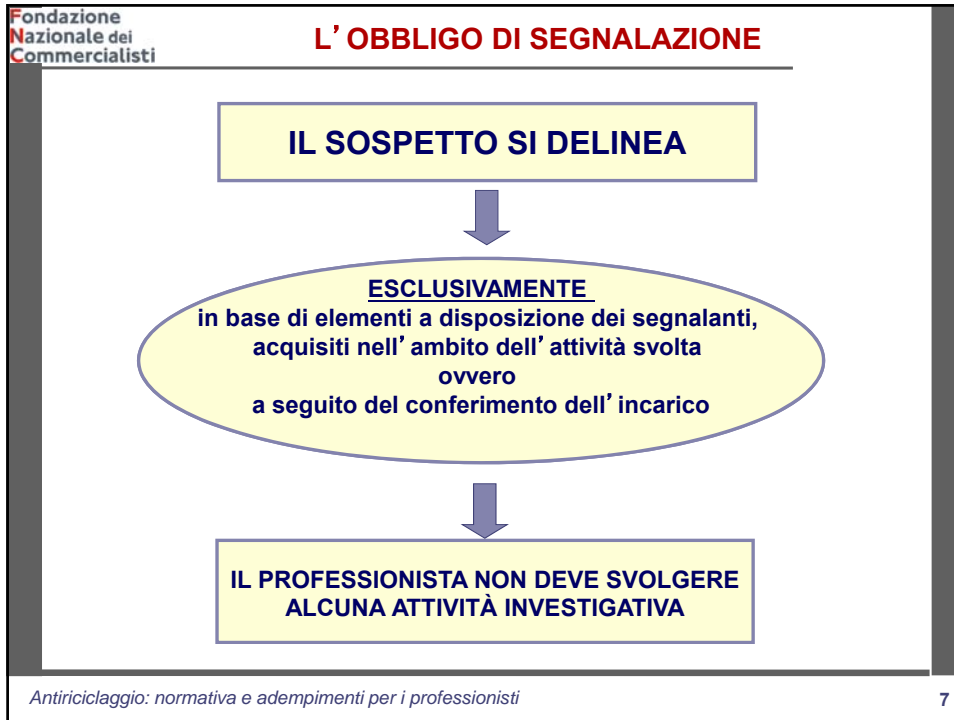 Fondazione
Nazionale dei
Commercialisti
L’ OBBLIGO DI SEGNALAZIONE
IL SOSPETTO SI DELINEA
ESCLUSIVAMENTE
in base di elementi a disposizione dei segnalanti,
acquisiti nell’ ambito dell’ attività svolta
ovvero
a seguito del conferimento dell’ incarico
IL PROFESSIONISTA NON DEVE SVOLGERE
ALCUNA ATTIVITÀ INVESTIGATIVA
Antiriciclaggio: normativa e adempimenti per i professionisti
7